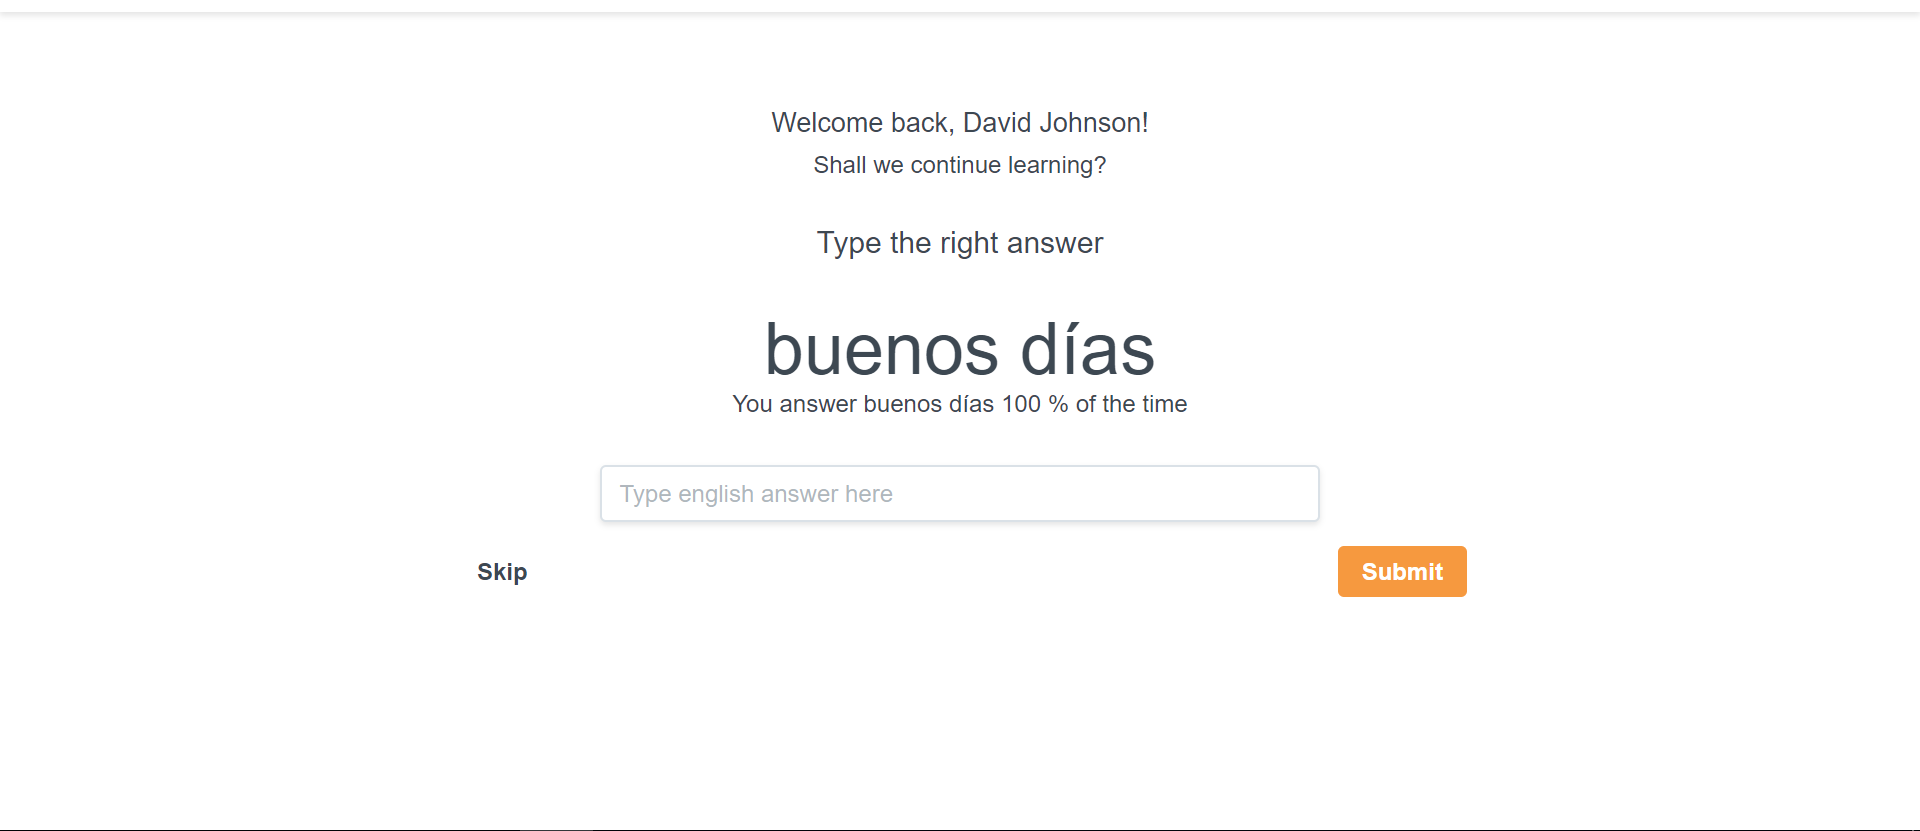 Welcome back, David Johnson!
Shall we continue learning?
Type the right answer
buenos días
You answer buenos días 100 % of the time
Type english answer here
Skip
Submit